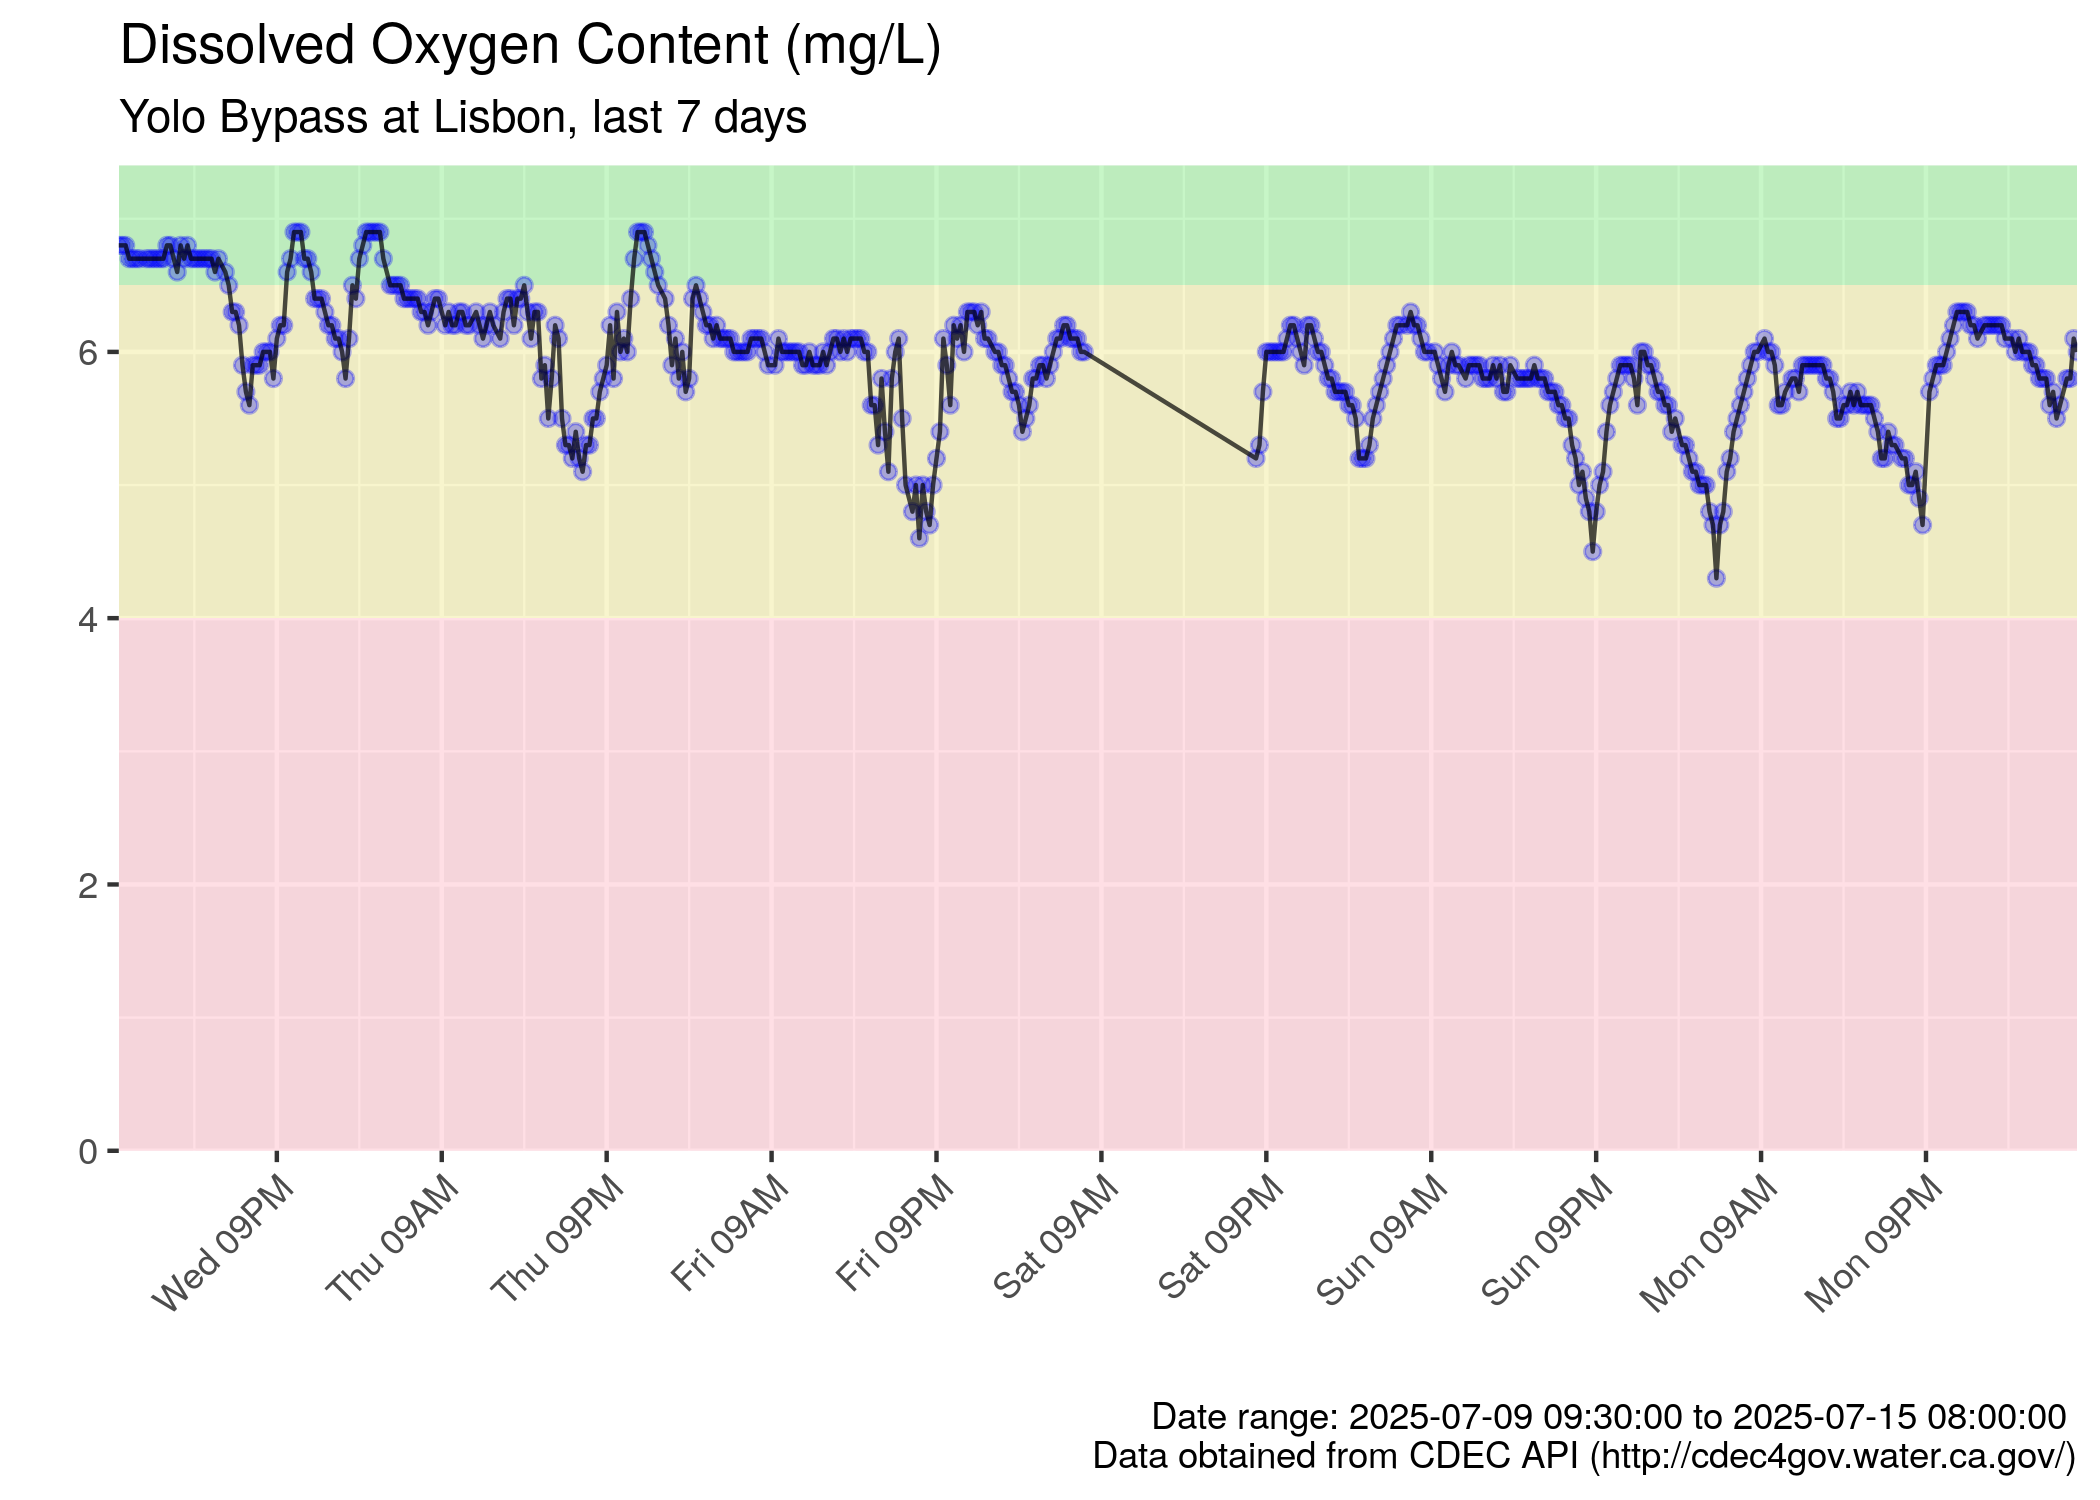 Dissolved Oxygen Content (mg/L)
Yolo Bypass at Lisbon, last 7 days
6
4
2
0
Wed 09PM
Thu 09AM
Thu 09PM
Fri 09AM
Fri 09PM
Sat 09AM
Sat 09PM
Sun 09AM
Sun 09PM
Mon 09AM
Mon 09PM
Date range: 2025-07-09 09:30:00 to 2025-07-15 08:00:00
Data obtained from CDEC API (http://cdec4gov.water.ca.gov/)